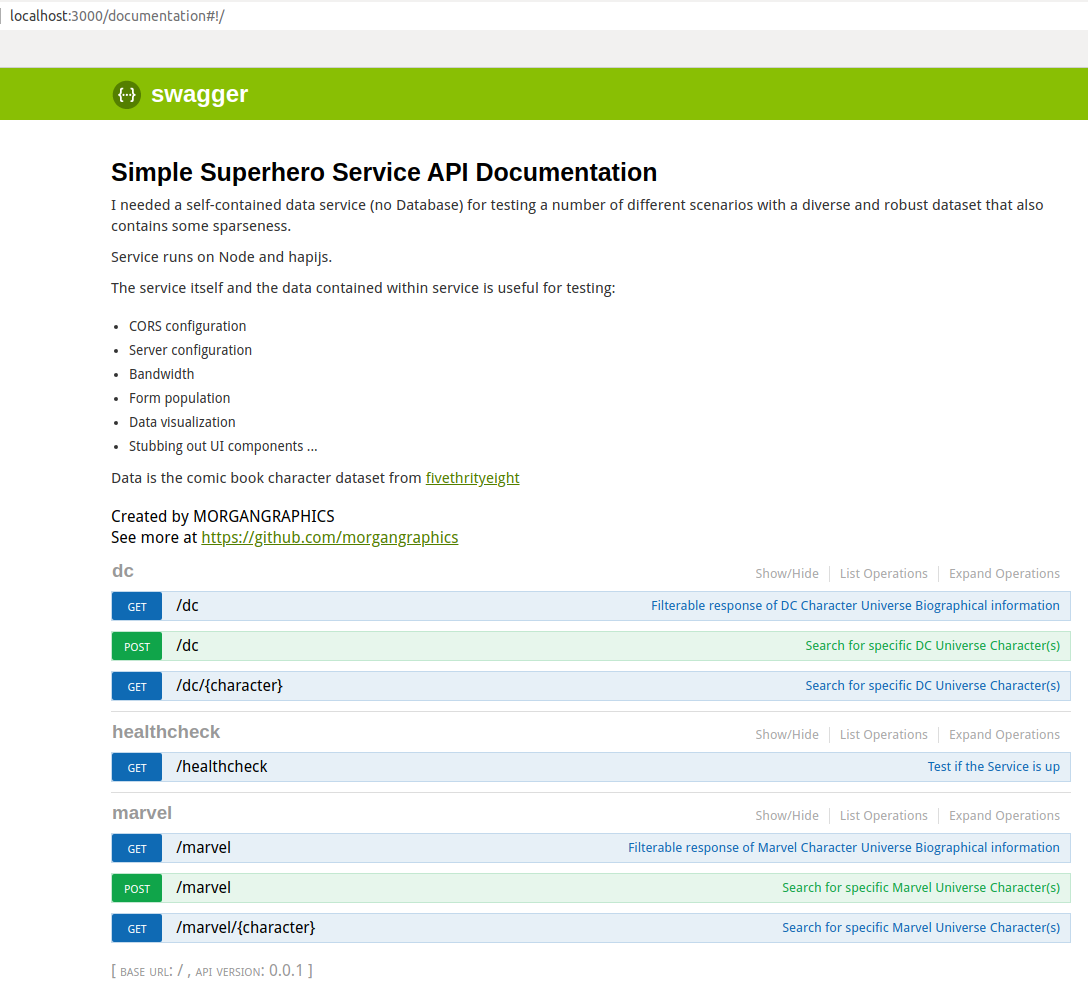 localhost:3000/documentation#!/
swagger
Simple Superhero Service API Documentation
I needed a self-contained data service (no Database) for testing a number of different scenarios with a diverse and robust dataset that also
contains some sparseness.
Service runs on Node and hapijs.
The service itself and the data contained within service is useful for testing:
• CORS configuration
• Server configuration
• Bandwidth
• Form population
• Data visualization
• Stubbing out UI components ...
Data is the comic book character dataset from fivethrityeight
Created by MORGANGRAPHICS
See more at https://github.com/morgangraphics
dc Show/Hide List Operations Expand Operations
GET /dc Filterable response of DC Character Universe Biographical information
POST /dc Search for specific DC Universe Character(s)
GET /dc/{character} Search for specific DC Universe Character(s)
healthcheck Show/Hide List Operations Expand Operations
GET /healthcheck Test if the Service is up
marvel Show/Hide List Operations Expand Operations
GET /marvel Filterable response of Marvel Character Universe Biographical information
POST /marvel Search for specific Marvel Universe Character(s)
GET /marvel/{character} Search for specific Marvel Universe Character(s)
[ BASE URL: / , API VERSION: 0.0.1 ]